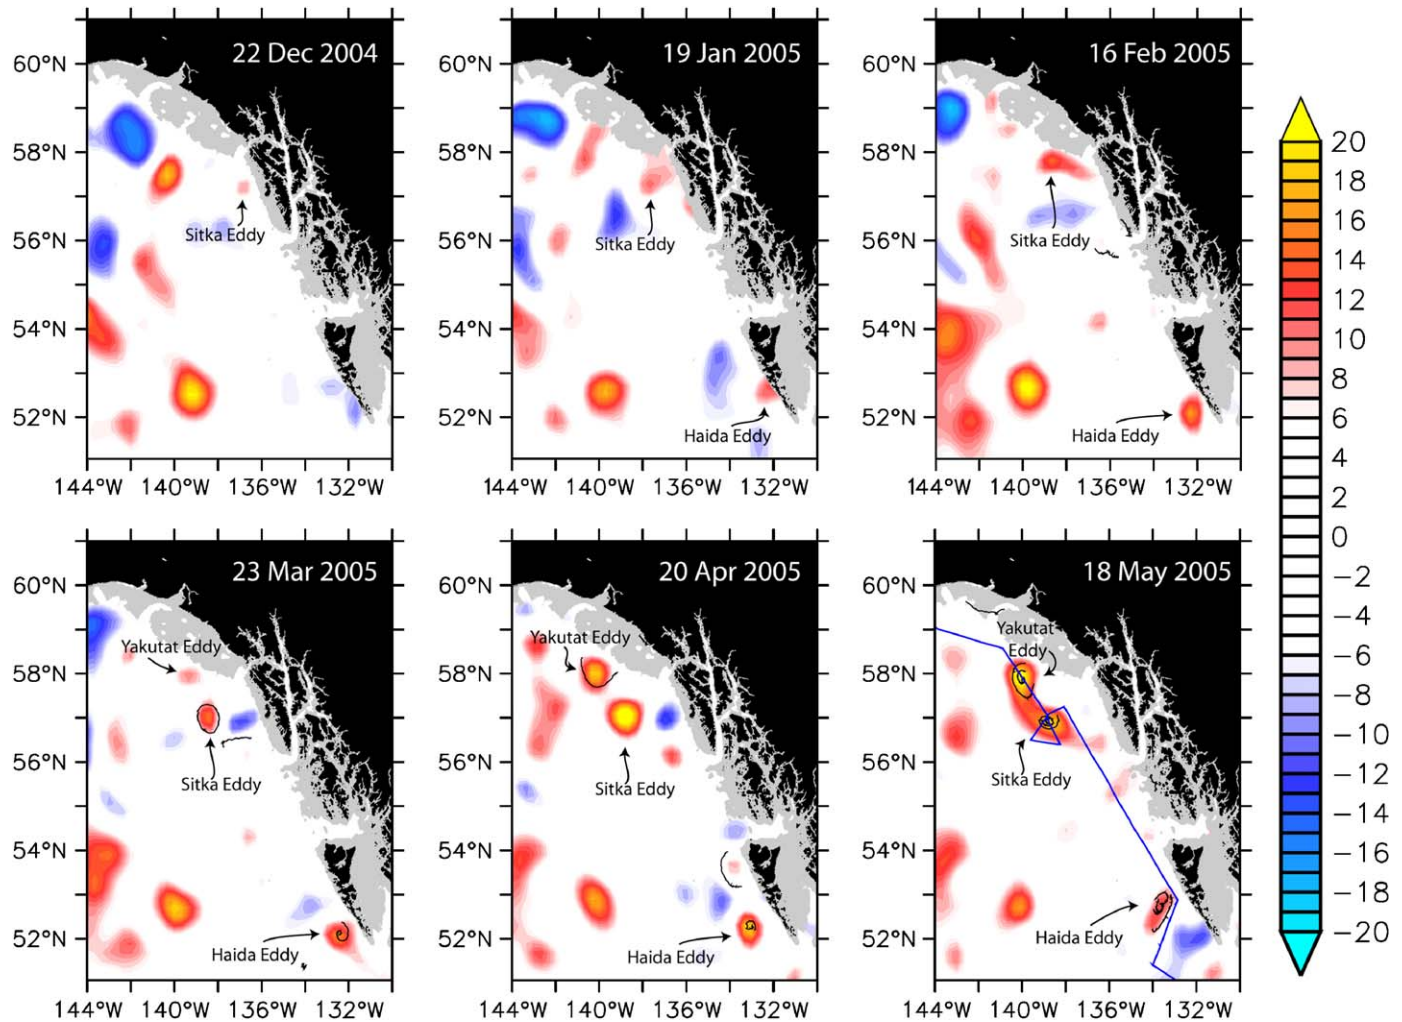 22 Dec 2004
19 Jan 2005
16 Feb 2005
60°N
60°N
60°N
58°N
58°N
58°N
56°N
56°N
56°N
54°N
54°N
54°N
52°N
52°N
52°N
Sitka Eddy
Sitka Eddy
Sitka Eddy
Haida Eddy
Haida Eddy
144°W 140°W 136°W 132°W
144°W 140°W 136°W 132°W
144°W 140°W 136°W 132°W
23 Mar 2005
20 Apr 2005
18 May 2005
60°N
60°N
60°N
58°N
58°N
58°N
56°N
56°N
56°N
54°N
54°N
54°N
52°N
52°N
52°N
Yakutat Eddy
Sitka Eddy
Haida Eddy
Yakutat Eddy
Sitka Eddy
Haida Eddy
Yakutat
Eddy
Sitka Eddy
Haida Eddy
144°W 140°W 136°W 132°W
144°W 140°W 136°W 132°W
144°W 140°W 136°W 132°W
20
18
16
14
12
10
8
6
4
2
0
−2
−4
−6
−8
−10
−12
−14
−16
−18
−20